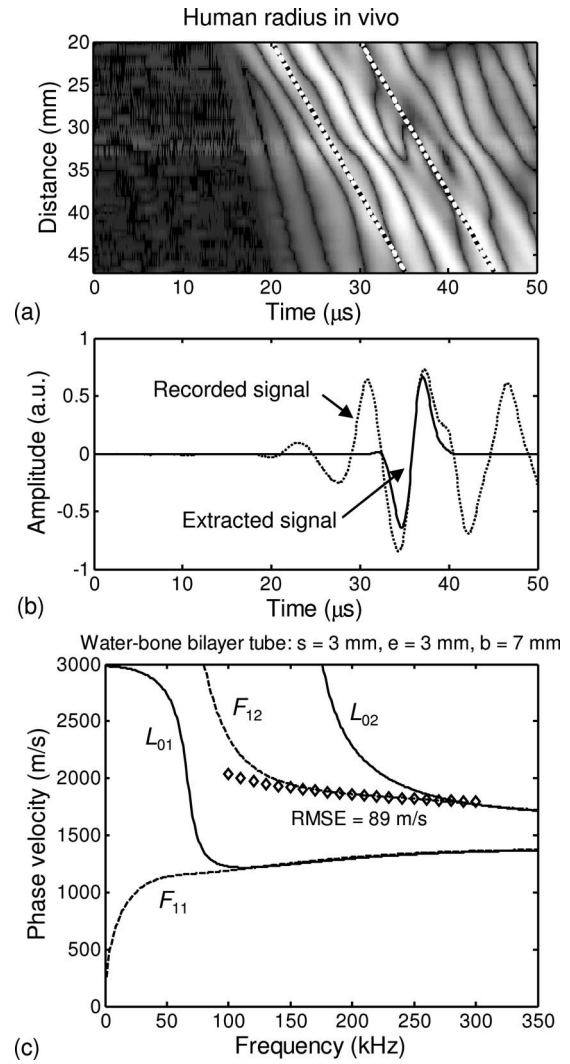 Human radius in vivo
20
30
40
Distance (mm)
0 10 20 30 40 50
(a)
Time (μs)
1
0.5
0
-0.5
-1
Amplitude (a.u.)
Recorded signal
Extracted signal
0 10 20 30 40 50
(b)
Time (μs)
Water-bone bilayer tube: s = 3 mm, e = 3 mm, b = 7 mm
3000
2500
2000
1500
1000
500
0
Phase velocity (m/s)
L01
F12
L02
RMSE = 89 m/s
F11
0 50 100 150 200 250 300 350
(c)
Frequency (kHz)